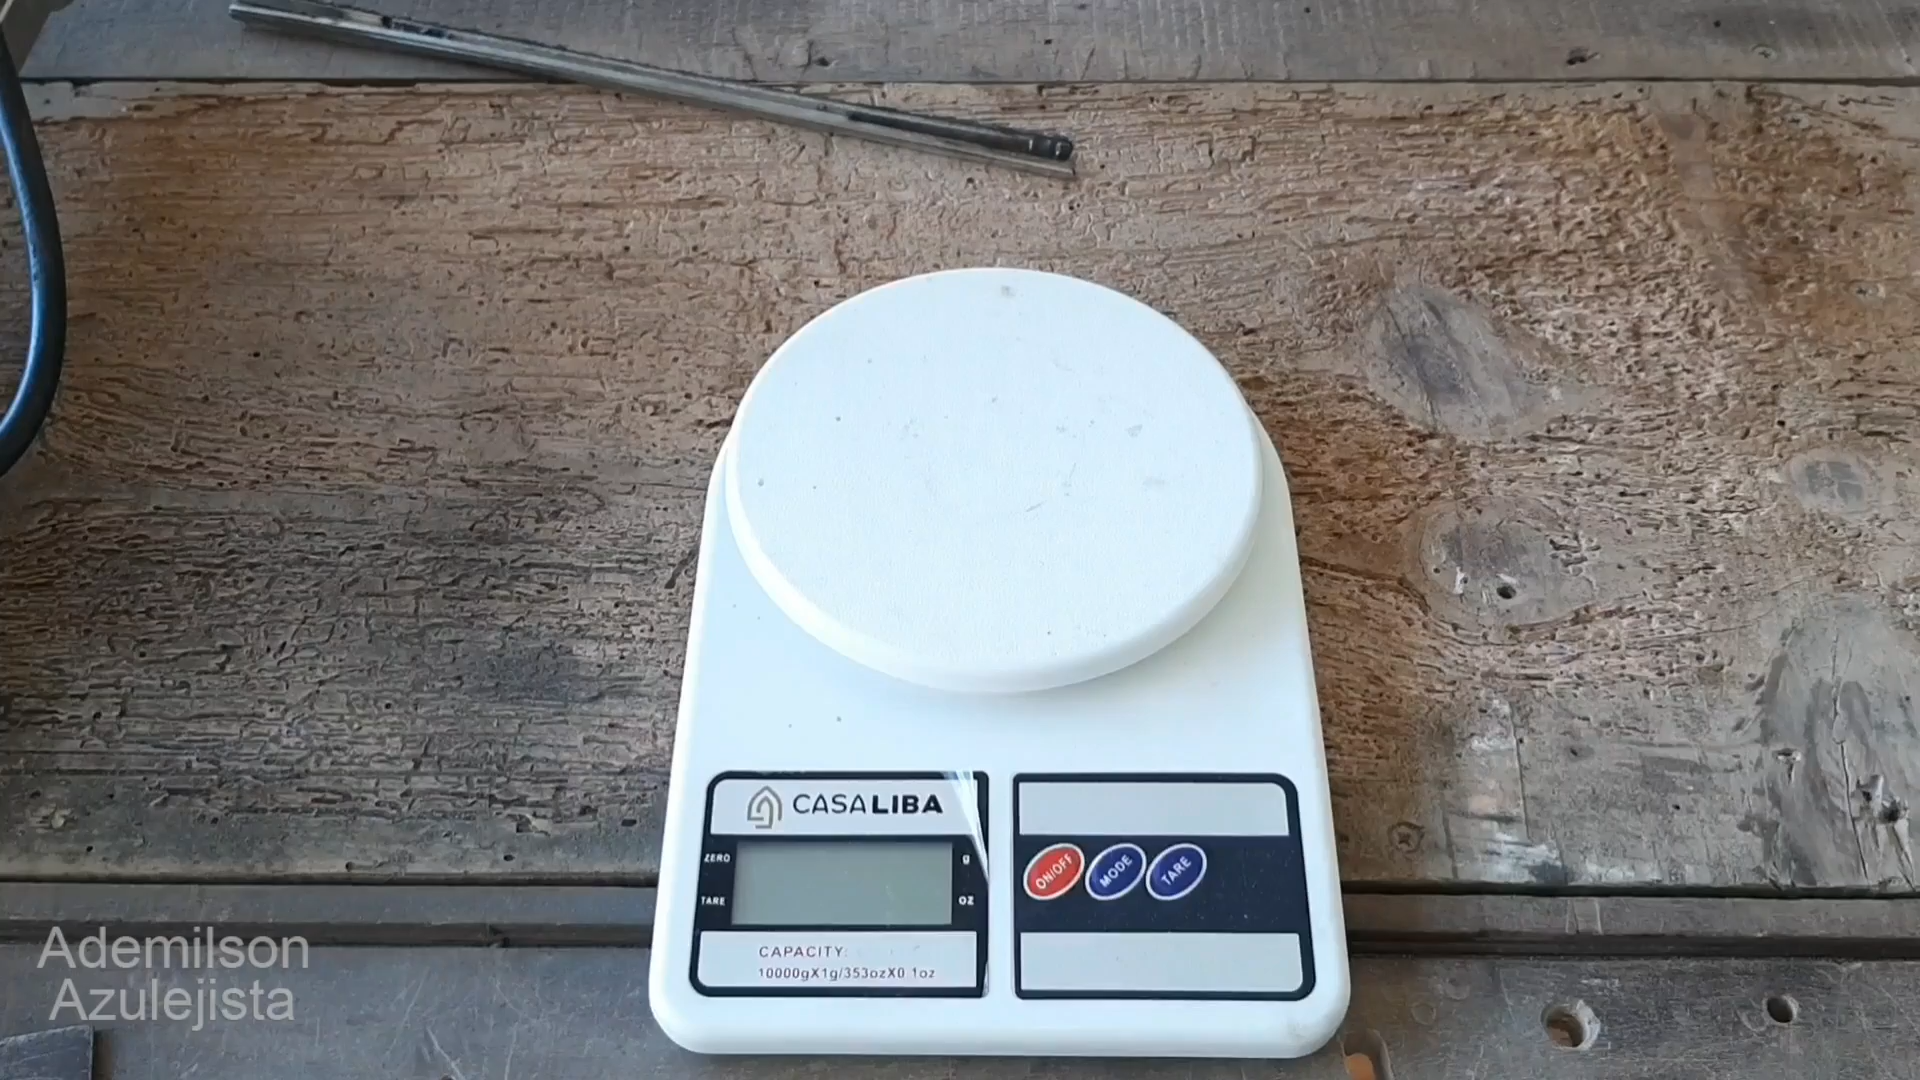 CASALIBA
ZERO
g
TARE
OZ
ON/OFF
MODE
TARE
CAPACITY:
10000gX1g/353ozX0.1oz
Ademilson
Azulejista